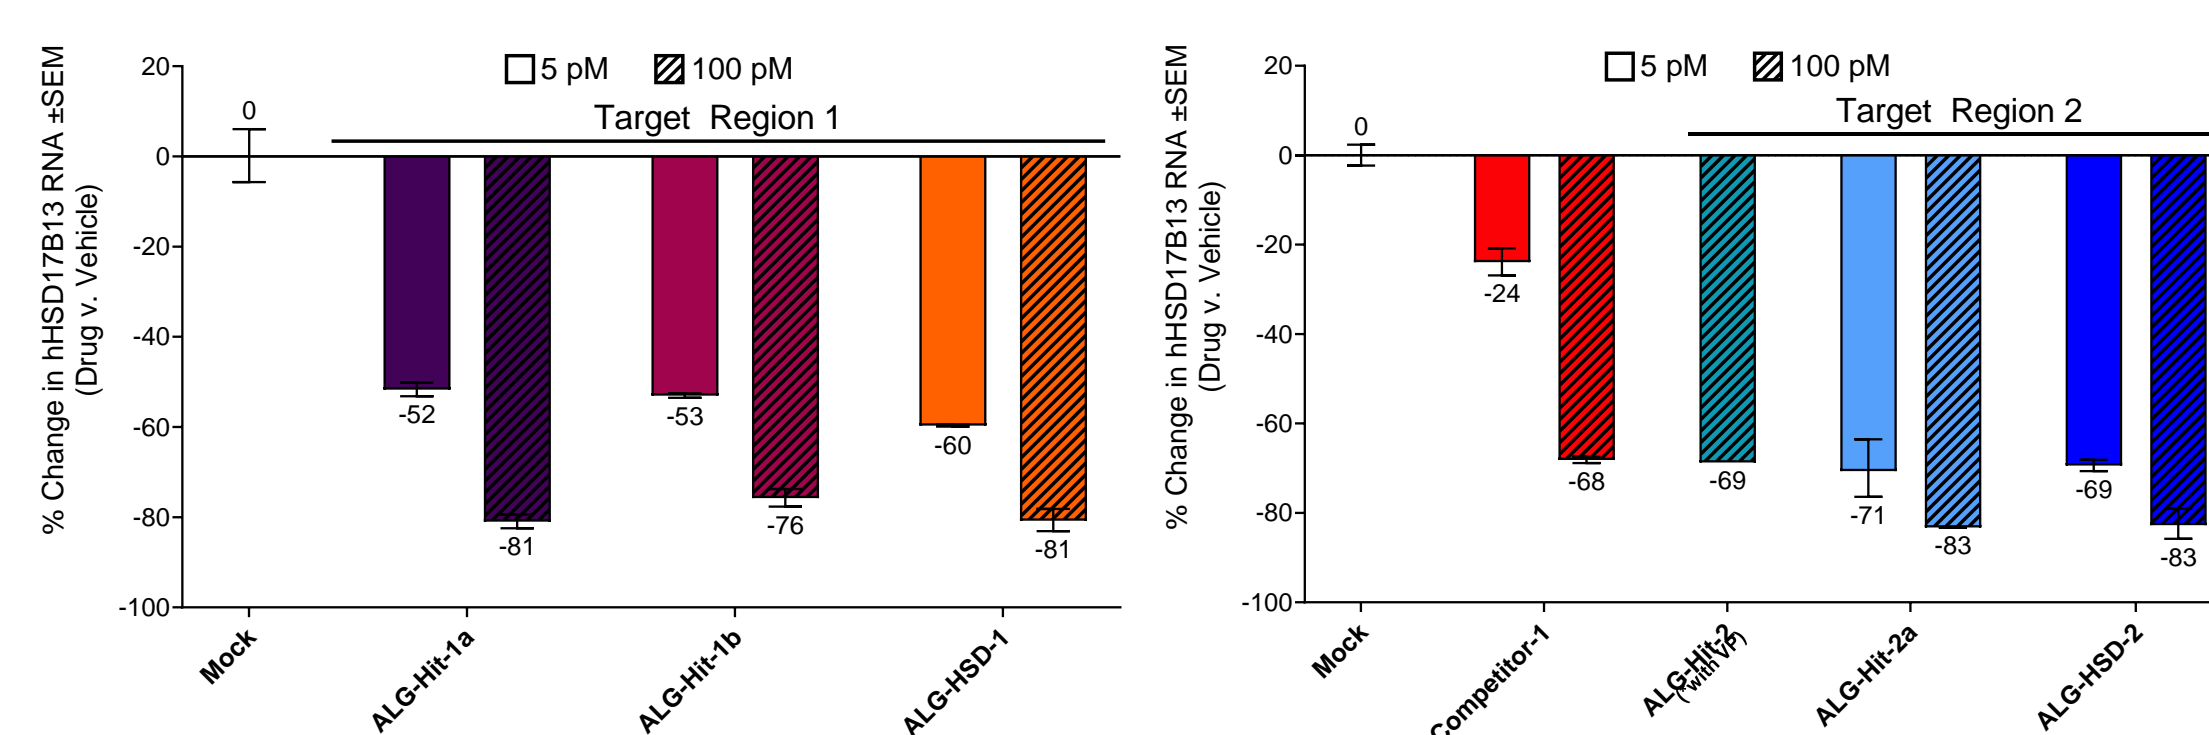 % Change in hHSD17B13 RNA ±SEM
(Drug v. Vehicle)
5 pM 100 pM
Target Region 1
20
0
-20
-40
-60
-80
-100
0
-52
-81
-53
-76
-60
-81
Mock
ALG-Hit-1a
ALG-Hit-1b
ALG-HSD-1
% Change in hHSD17B13 RNA ±SEM
(Drug v. Vehicle)
5 pM 100 pM
Target Region 2
20
0
-20
-40
-60
-80
-100
0
-24
-68
-69
-71
-83
-69
-83
Mock
Competitor-1
ALG-Hit-2
(*with VP)
ALG-Hit-2a
ALG-HSD-2